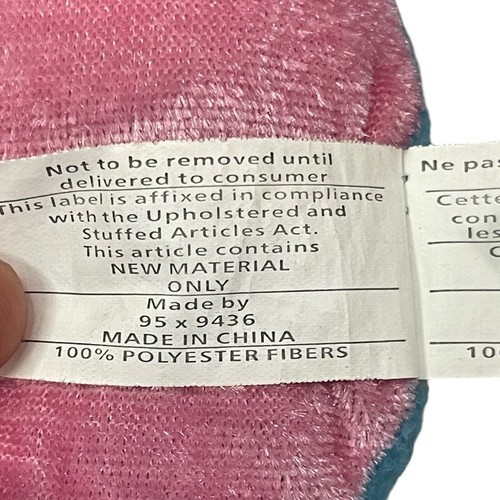 Not to be removed until
delivered to consumer
This label is affixed in compliance
with the Upholstered and
Stuffed Articles Act.
This article contains
NEW MATERIAL
ONLY
Made by
95 x 9436
MADE IN CHINA
100% POLYESTER FIBERS
Ne pas
Cette
con
les
C
10